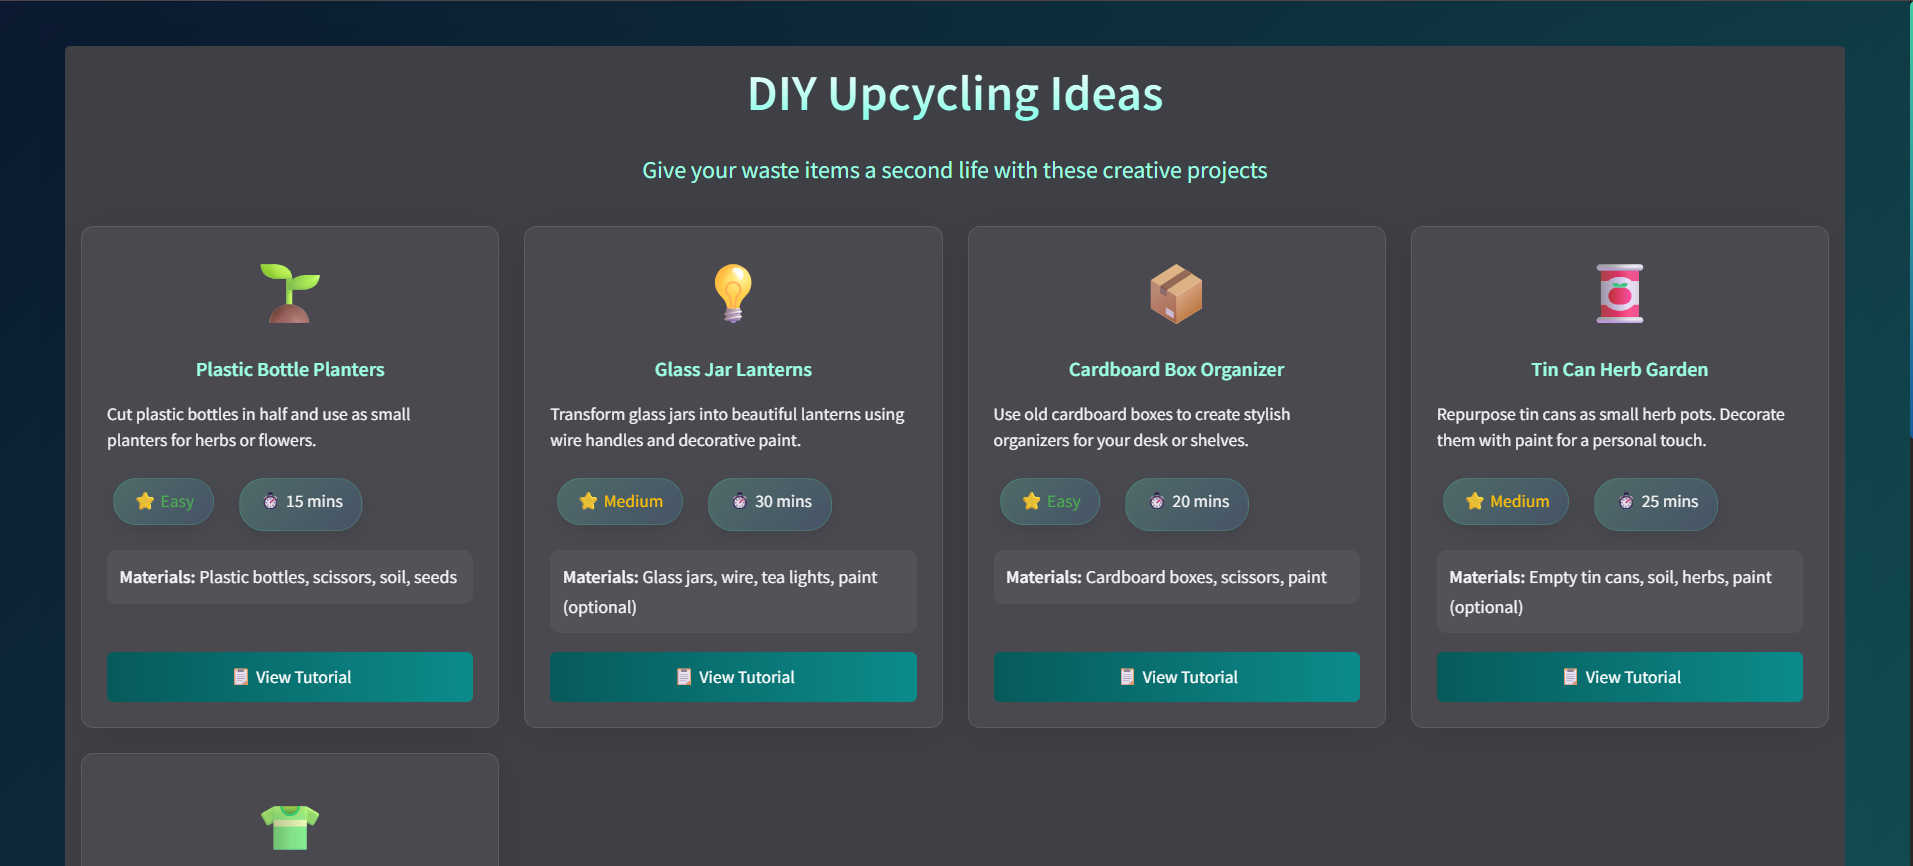 DIY Upcycling Ideas
Give your waste items a second life with these creative projects
Plastic Bottle Planters
Cut plastic bottles in half and use as small
planters for herbs or flowers.
Easy
15 mins
Materials: Plastic bottles, scissors, soil, seeds
View Tutorial
Glass Jar Lanterns
Transform glass jars into beautiful lanterns using
wire handles and decorative paint.
Medium
30 mins
Materials: Glass jars, wire, tea lights, paint
(optional)
View Tutorial
Cardboard Box Organizer
Use old cardboard boxes to create stylish
organizers for your desk or shelves.
Easy
20 mins
Materials: Cardboard boxes, scissors, paint
View Tutorial
Tin Can Herb Garden
Repurpose tin cans as small herb pots. Decorate
them with paint for a personal touch.
Medium
25 mins
Materials: Empty tin cans, soil, herbs, paint
(optional)
View Tutorial